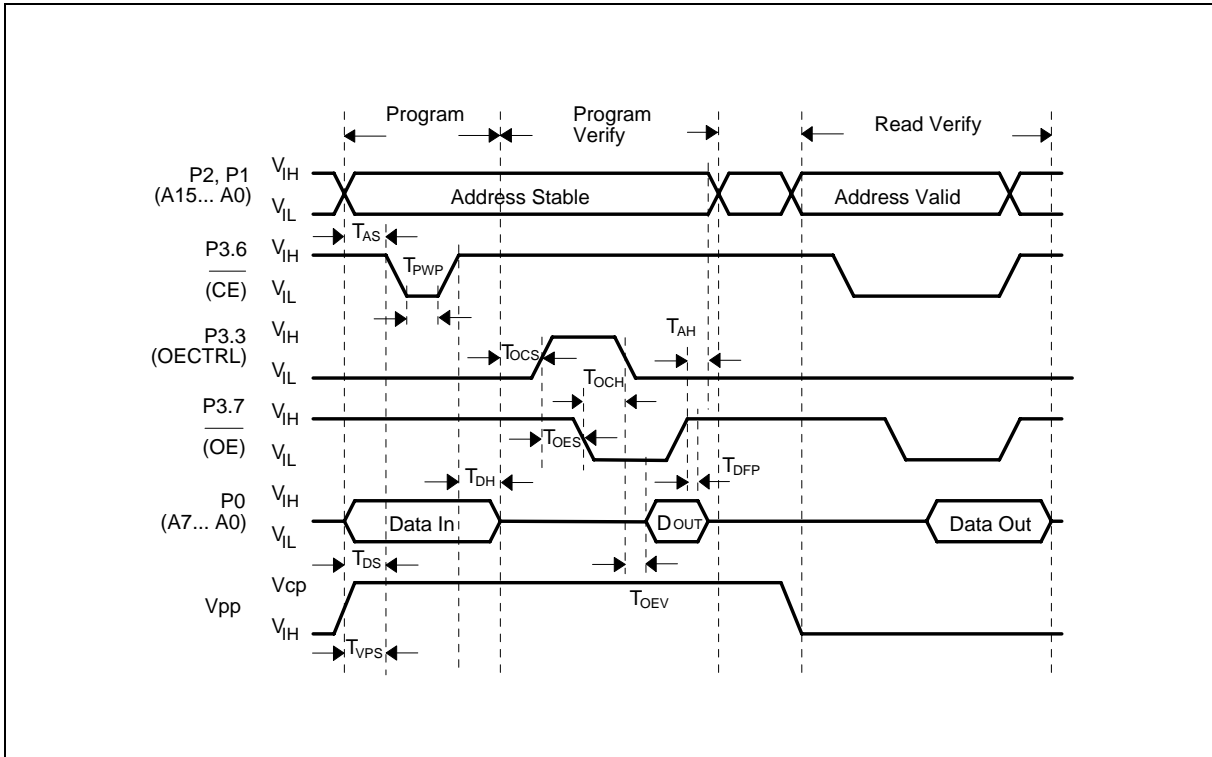 Program
Program
Verify
Read Verify
P2, P1
(A15... A0)
VIH
VIL
Address Stable
Address Valid
TAS
P3.6
(CE)
VIH
VIL
TPWP
P3.3
(OECTRL)
VIH
VIL
TOCS
TAH
TOCH
P3.7
(OE)
VIH
VIL
TOES
TDFP
TDH
P0
(A7... A0)
VIH
VIL
Data In
DOUT
Data Out
TDS
Vpp
Vcp
VIH
TOEV
TVPS